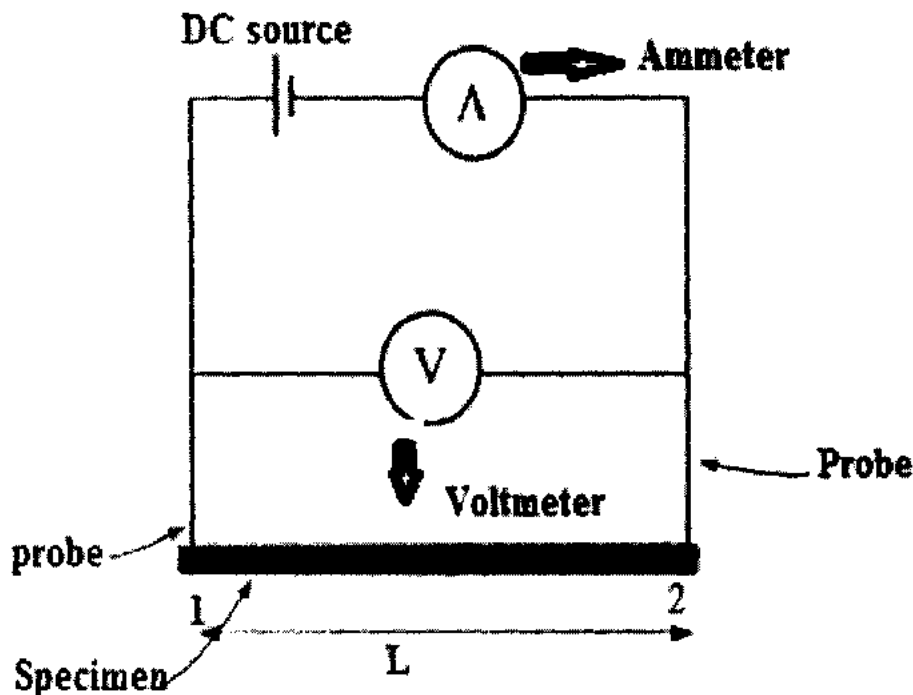 DC source
Ammeter
A
V
Probe
Voltmeter
probe
1
2
L
Specimen